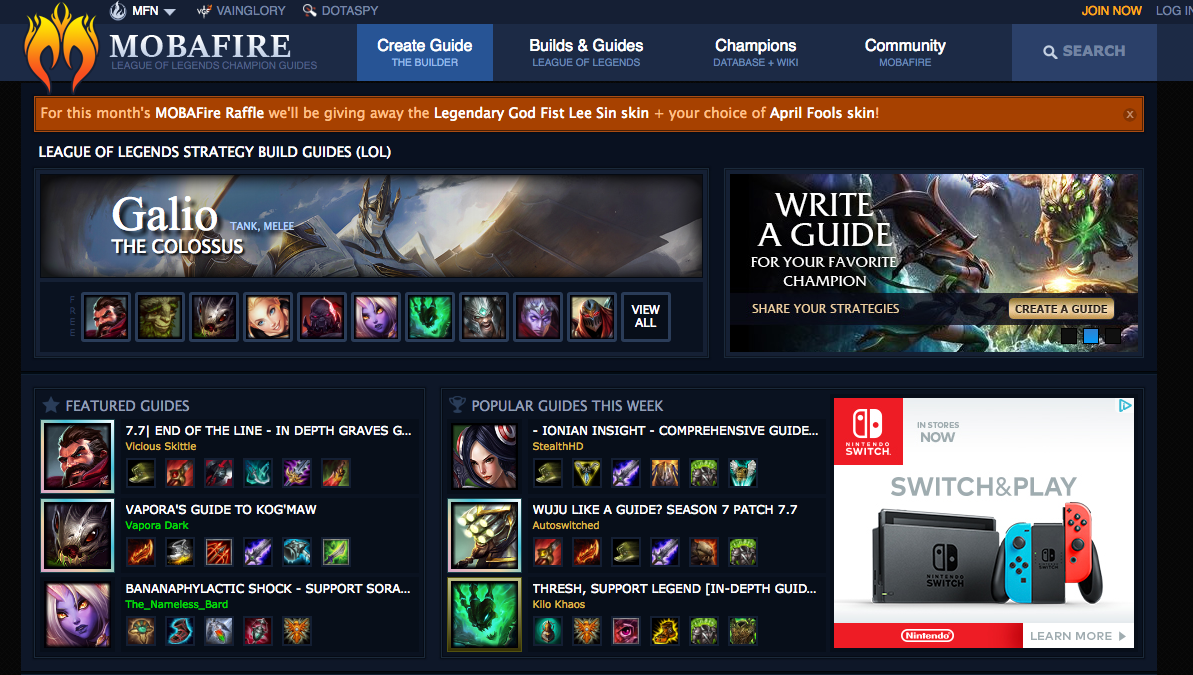 MFN
VAINGLORY
DOTASPY
JOIN NOW
LOG IN
MOBAFIRE
LEAGUE OF LEGENDS CHAMPION GUIDES
Create Guide
THE BUILDER
Builds & Guides
LEAGUE OF LEGENDS
Champions
DATABASE + WIKI
Community
MOBAFIRE
SEARCH
For this month's MOBAFire Raffle we'll be giving away the Legendary God Fist Lee Sin skin + your choice of April Fools skin!
LEAGUE OF LEGENDS STRATEGY BUILD GUIDES (LOL)
Galio TANK, MELEE
THE COLOSSUS
FREE
VIEW
ALL
WRITE
A GUIDE
FOR YOUR FAVORITE
CHAMPION
SHARE YOUR STRATEGIES
CREATE A GUIDE
FEATURED GUIDES
7.7| END OF THE LINE - IN DEPTH GRAVES G...
Vicious Skittle
VAPORA'S GUIDE TO KOG'MAW
Vapora Dark
BANANAPHYLACTIC SHOCK - SUPPORT SORA...
The_Nameless_Bard
POPULAR GUIDES THIS WEEK
- IONIAN INSIGHT - COMPREHENSIVE GUIDE...
StealthHD
WUJU LIKE A GUIDE? SEASON 7 PATCH 7.7
Autoswitched
THRESH, SUPPORT LEGEND [IN-DEPTH GUID...
Kilo Khaos
NINTENDO
SWITCH
IN STORES
NOW
SWITCH&PLAY
NINTENDO
SWITCH
Nintendo
LEARN MORE